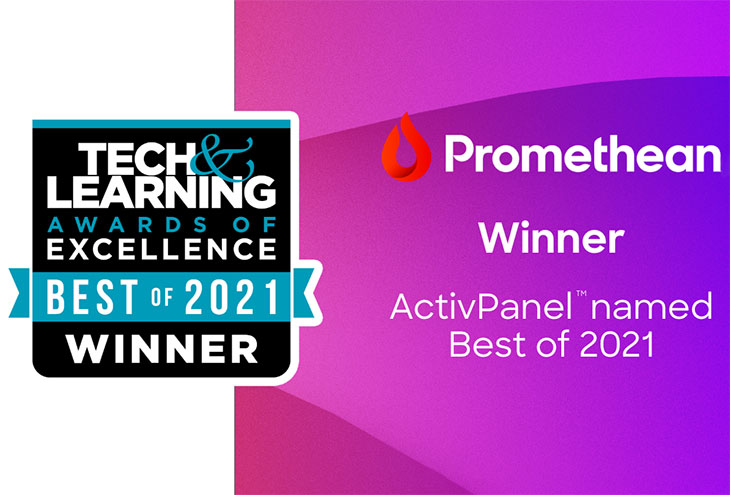 TECH&
LEARNING
AWARDS OF
EXCELLENCE
BEST OF 2021
WINNER
Promethean
Winner
ActivPanel™ named
Best of 2021